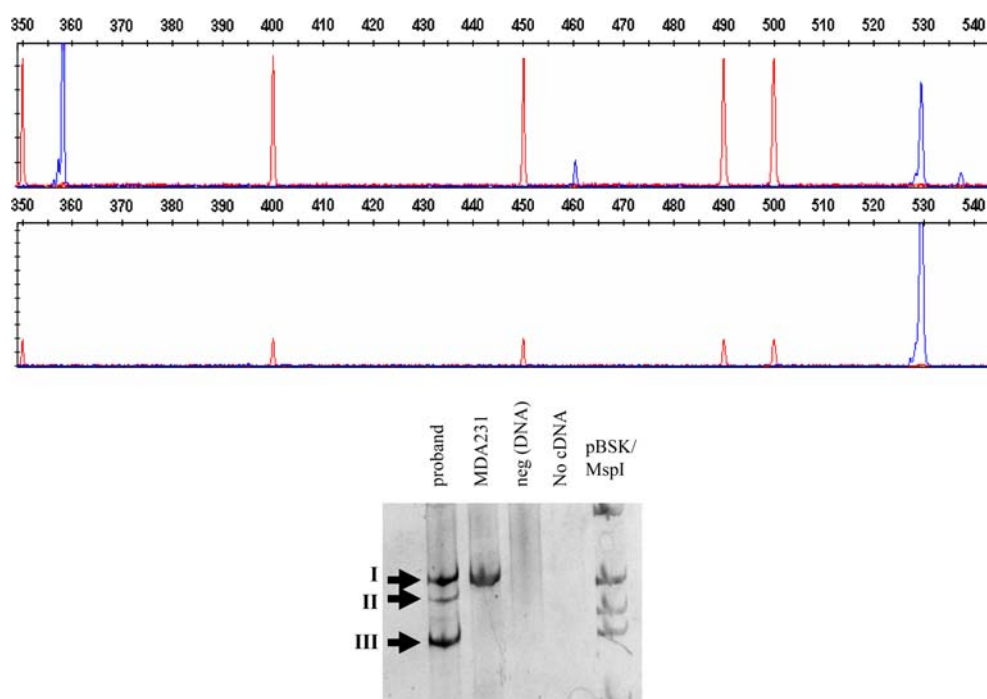 350 360 370 380 390 400 410 420 430 440 450 460 470 480 490 500 510 520 530 540
350 360 370 380 390 400 410 420 430 440 450 460 470 480 490 500 510 520 530 540
proband
MDA231
neg (DNA)
No cDNA
pBSK/
MspI
I
II
III